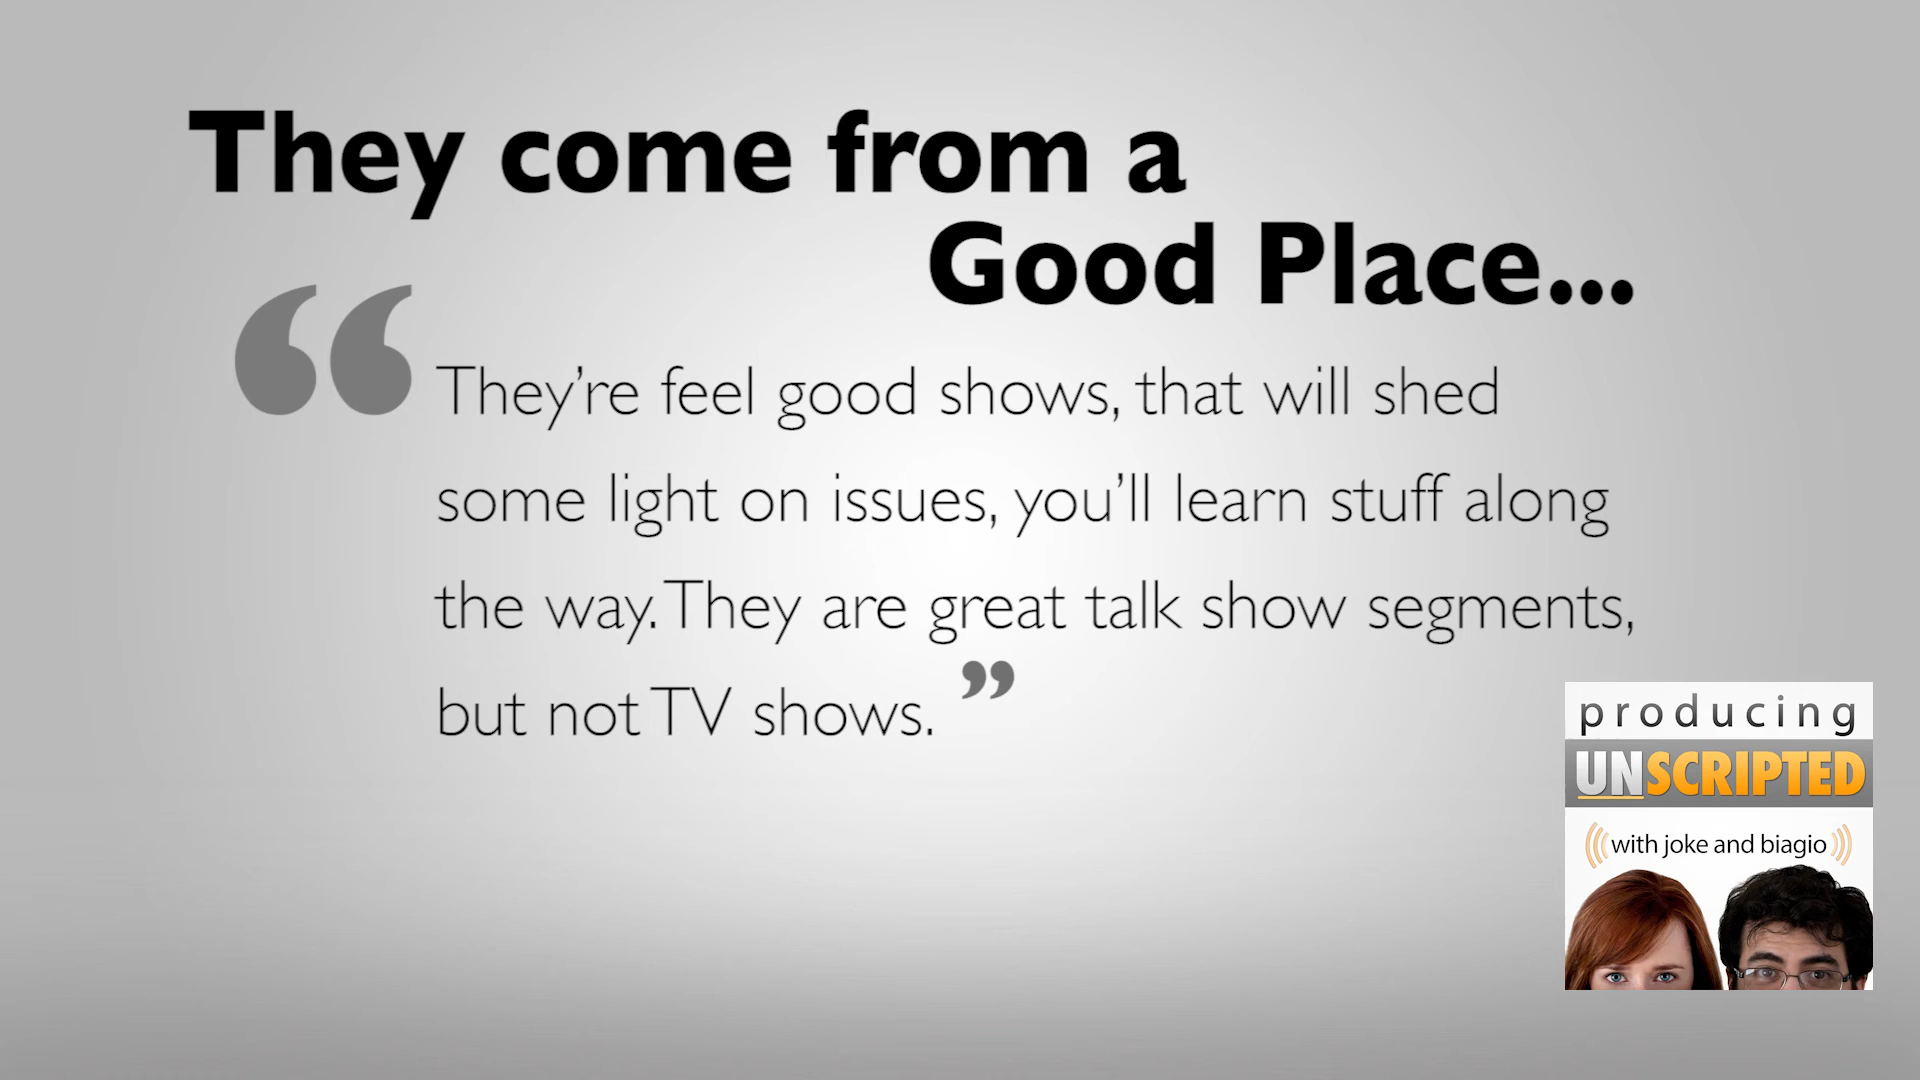 They come from a
Good Place...
“They’re feel good shows, that will shed
some light on issues, you’ll learn stuff along
the way. They are great talk show segments,
but not TV shows.”
producing
UNSCRIPTED
with joke and biagio